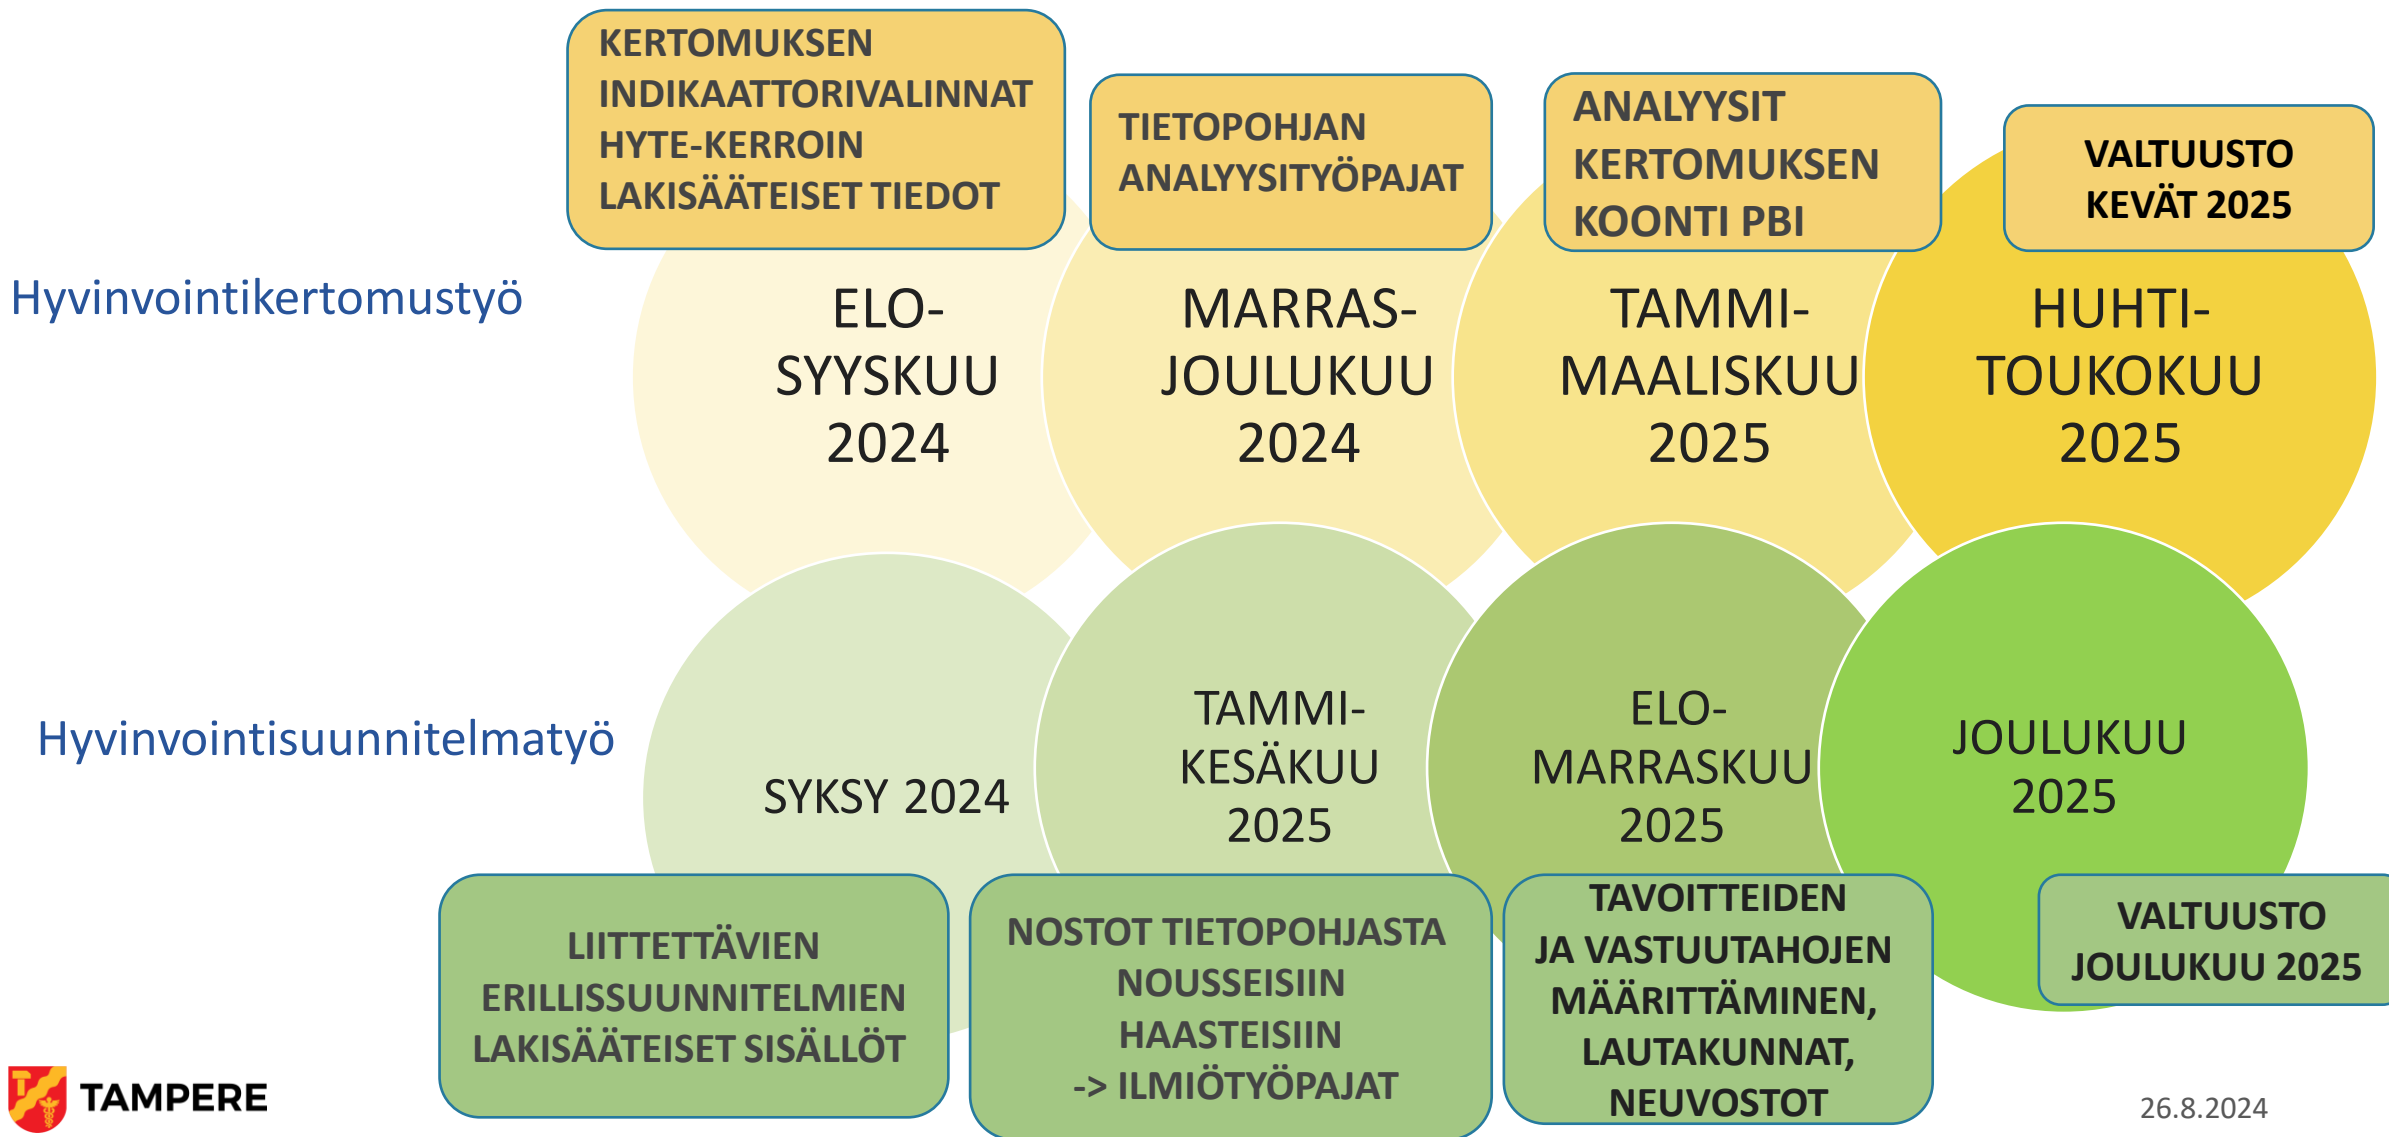 KERTOMUKSEN
INDIKAATTORIVALINNAT
HYTE-KERROIN
LAKISÄÄTEISET TIEDOT
TIETOPOHJAN
ANALYYSITYÖPAJAT
ANALYYSIT
KERTOMUKSEN
KOONTI PBI
VALTUUSTO
KEVÄT 2025
Hyvinvointikertomustyö
ELO-
SYYSKUU
2024
MARRAS-
JOULUKUU
2024
TAMMI-
MAALISKUU
2025
HUHTI-
TOUKOKUU
2025
Hyvinvointisuunnitelmatyö
SYKSY 2024
TAMMI-
KESÄKUU
2025
ELO-
MARRASKUU
2025
JOULUKUU
2025
LIITETTÄVIEN
ERILLISSUUNNITELMIEN
LAKISÄÄTEISET SISÄLLÖT
NOSTOT TIETOPOHJASTA
NOUSSEISIIN
HAASTEISIIN
-> ILMIÖTYÖPAJAT
TAVOITTEIDEN
JA VASTUUTAHOJEN
MÄÄRITTÄMINEN,
LAUTAKUNNAT,
NEUVOSTOT
VALTUUSTO
JOULUKUU 2025
TAMPERE
26.8.2024